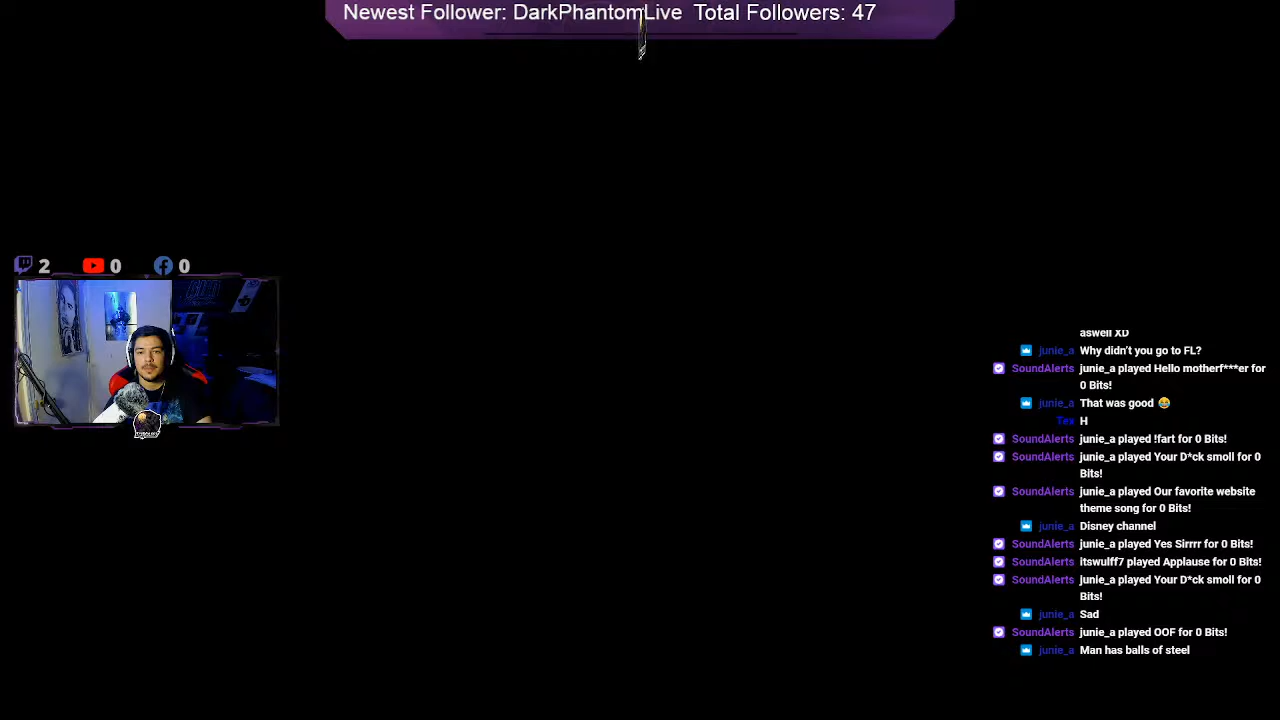 Newest Follower: DarkPhantomLive Total Followers: 47
2 0 0
aswell XD
junie_a Why didn't you go to FL?
SoundAlerts junie_a played Hello motherf***er for
0 Bits!
junie_a That was good 😂
Tex H
SoundAlerts junie_a played !fart for 0 Bits!
SoundAlerts junie_a played Your D*ck smoll for 0
Bits!
SoundAlerts junie_a played Our favorite website
theme song for 0 Bits!
junie_a Disney channel
SoundAlerts junie_a played Yes Sirrrr for 0 Bits!
SoundAlerts itswulff7 played Applause for 0 Bits!
SoundAlerts junie_a played Your D*ck smoll for 0
Bits!
junie_a Sad
SoundAlerts junie_a played OOF for 0 Bits!
junie_a Man has balls of steel